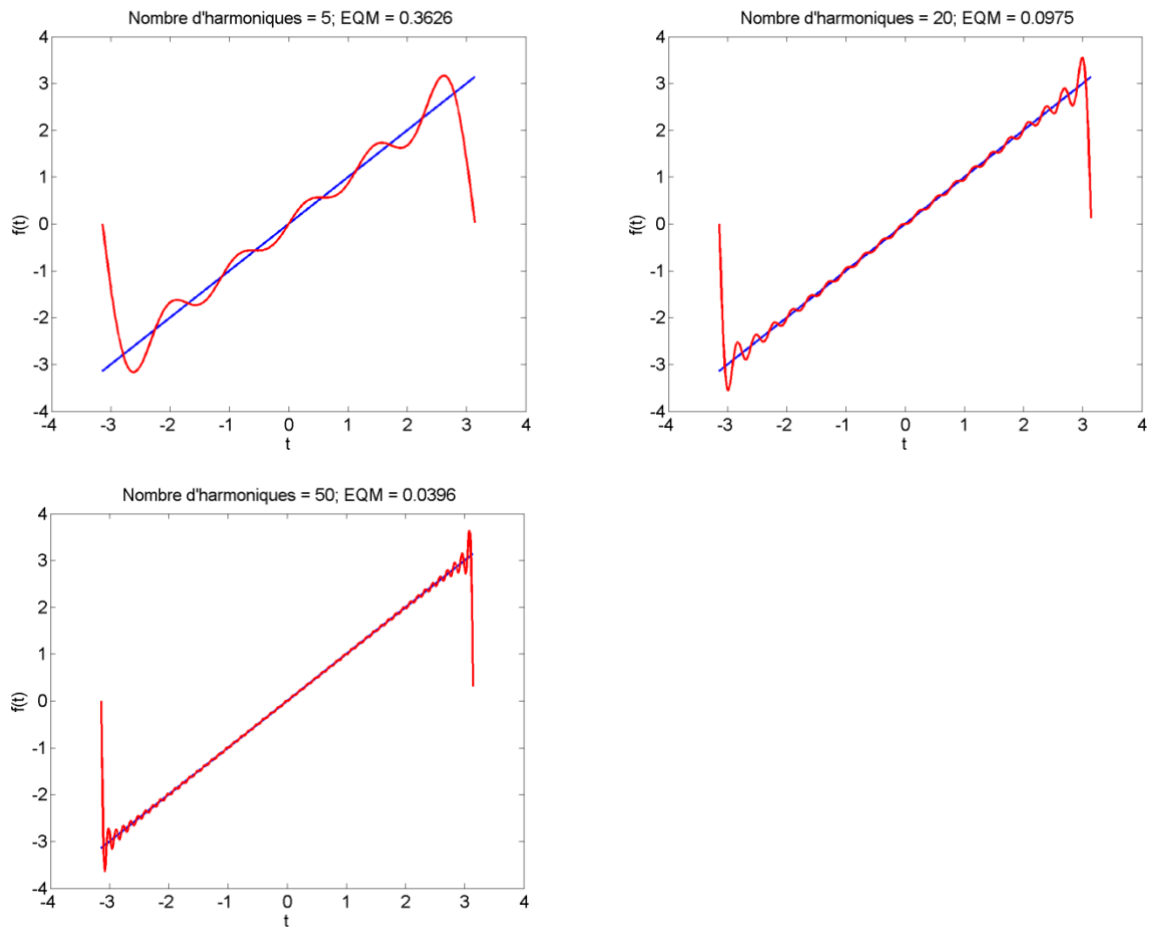 Nombre d'harmoniques = 5; EQM = 0.3626
4
3
2
1
0
-1
-2
-3
-4
f(t)
-4 -3 -2 -1 0 1 2 3 4
t
Nombre d'harmoniques = 20; EQM = 0.0975
4
3
2
1
0
-1
-2
-3
-4
f(t)
-4 -3 -2 -1 0 1 2 3 4
t
Nombre d'harmoniques = 50; EQM = 0.0396
4
3
2
1
0
-1
-2
-3
-4
f(t)
-4 -3 -2 -1 0 1 2 3 4
t